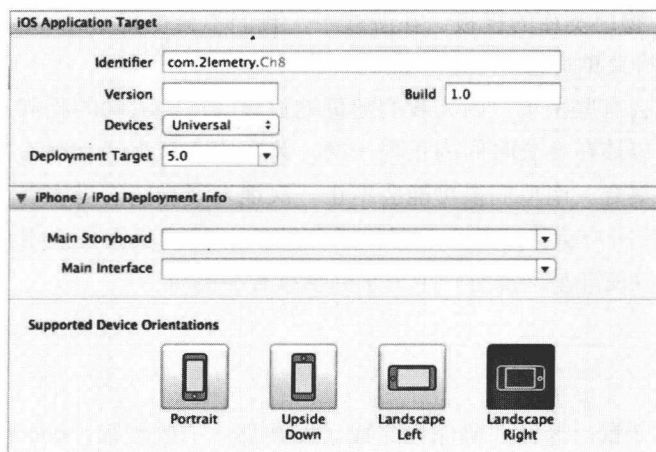 iOS Application Target
Identifier com.2lemetry.Ch8
Version Build 1.0
Devices Universal
Deployment Target 5.0
iPhone / iPod Deployment Info
Main Storyboard
Main Interface
Supported Device Orientations
Portrait Upside Down Landscape Left Landscape Right